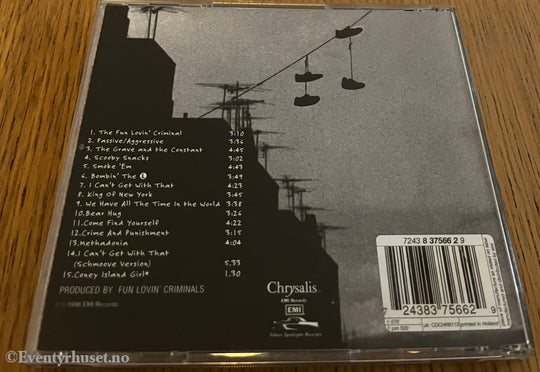 1. The Fun Lovin' Criminal 3:10
2. Passive/Aggressive 3:36
3. The Grave and the Constant 4:45
4. Scooby Snacks 3:02
5. Smoke 'Em 4:43
6. Bombin' The L 3:49
7. I Can't Get With That 4:23
8. King Of New York 3:45
9. We Have All The Time In the World 3:38
10. Bear Hug 3:26
11. Come Find Yourself 4:22
12. Crime And Punishment 3:15
13. Methadonia 4:04
14. I Can't Get With That
(Schmoove Version) 5.33
15. Coney Island Girl* 1.30
PRODUCED BY FUN LOVIN' CRIMINALS
1996 EMI Records
Chrysalis
EMI Records
EMI
Silver Spotlight Records
7243 8 37566 2 9
7 24383 75662 9
printed in Holland
©Eventyrhuset.no